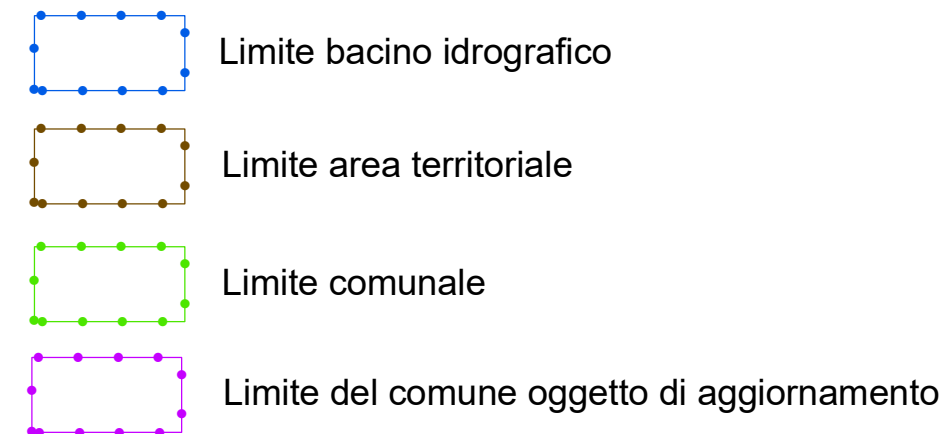 Limite bacino idrografico
Limite area territoriale
Limite comunale
Limite del comune oggetto di aggiornamento